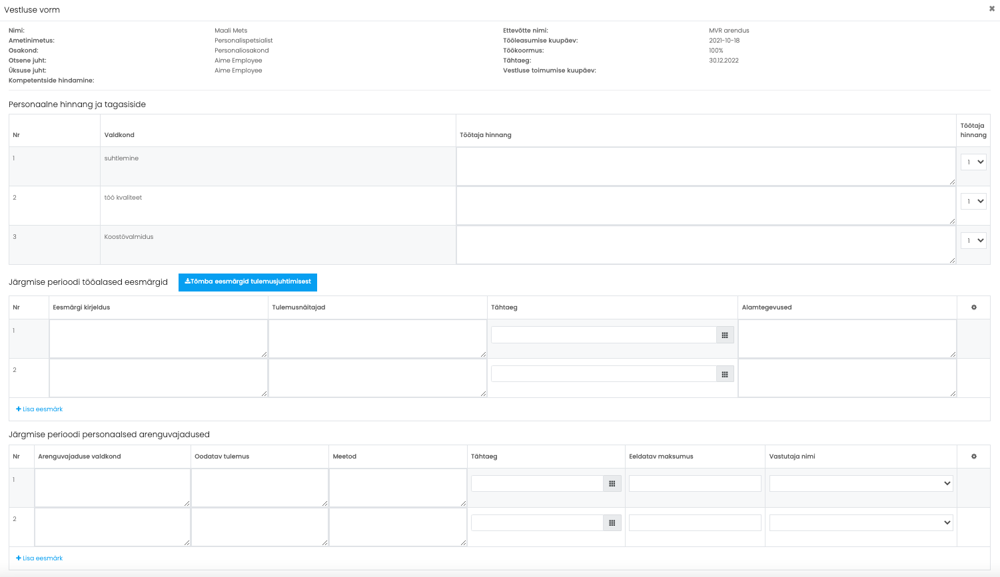 Vestluse vorm
Nimi: Maali Mets Ettevõtte nimi: MVR arendus
Ametinimetus: Personalispetsialist Tööleasumise kuupäev: 2021-10-18
Osakond: Personaliosakond Töökoormus: 100%
Otsene juht: Aime Employee Tähtaeg: 30.12.2022
Üksuse juht: Aime Employee Vestluse toimumise kuupäev:
Kompetentside hindamine:
Personaalne hinnang ja tagasiside
Nr Valdkond Töötaja hinnang Töötaja hinnang
1 suhtlemine 1
2 töö kvaliteet 1
3 Koostövalmidus 1
Järgmise perioodi tööalased eesmärgid Tõmba eesmärgid tulemusjuhtimisest
Nr Eesmärgi kirjeldus Tulemusnäitajad Tähtaeg Alamtegevused
1
2
+ Lisa eesmärk
Järgmise perioodi personaalsed arenguvajadused
Nr Arenguvajaduse valdkond Oodatav tulemus Meetod Tähtaeg Eeldatav maksumus Vastutaja nimi
1
2
+ Lisa eesmärk